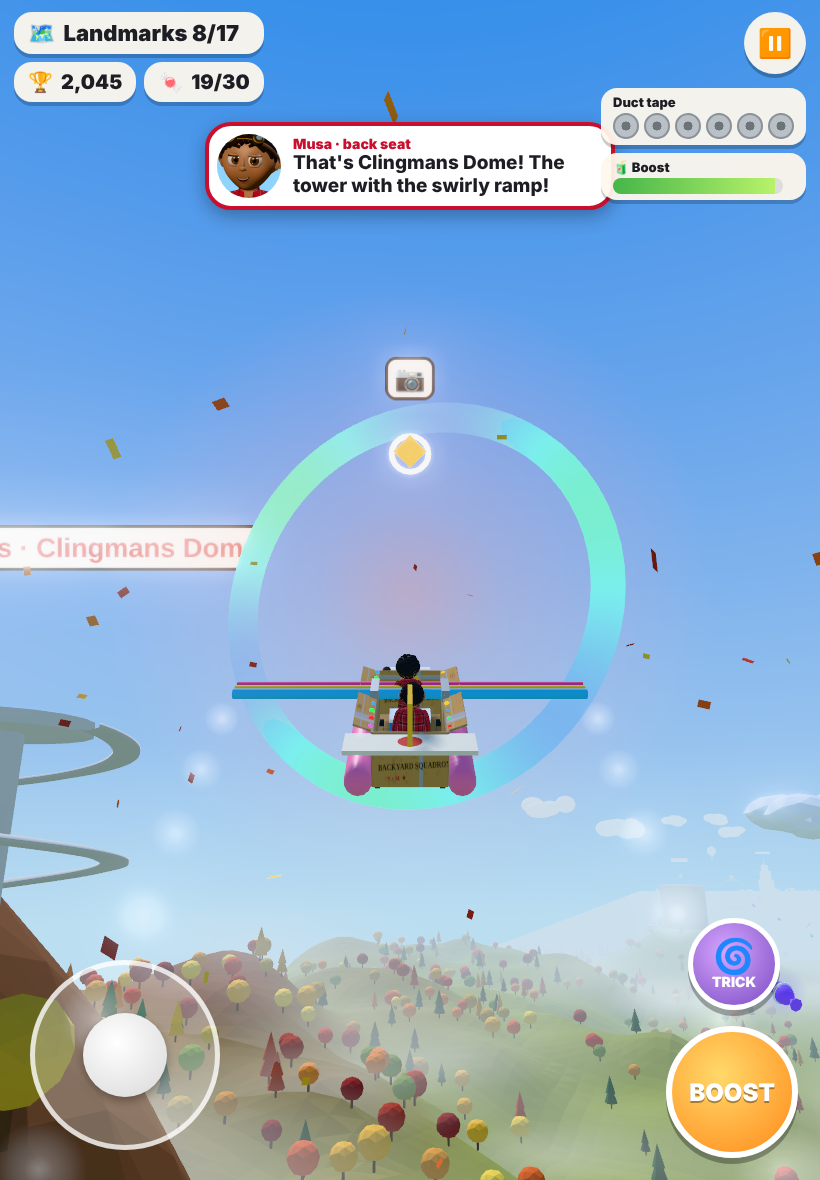 Landmarks 8/17
2,045
19/30
Duct tape
Boost
Musa · back seat
That's Clingmans Dome! The
tower with the swirly ramp!
s · Clingmans Dom
BACKYARD SQUADRON
TRICK
BOOST